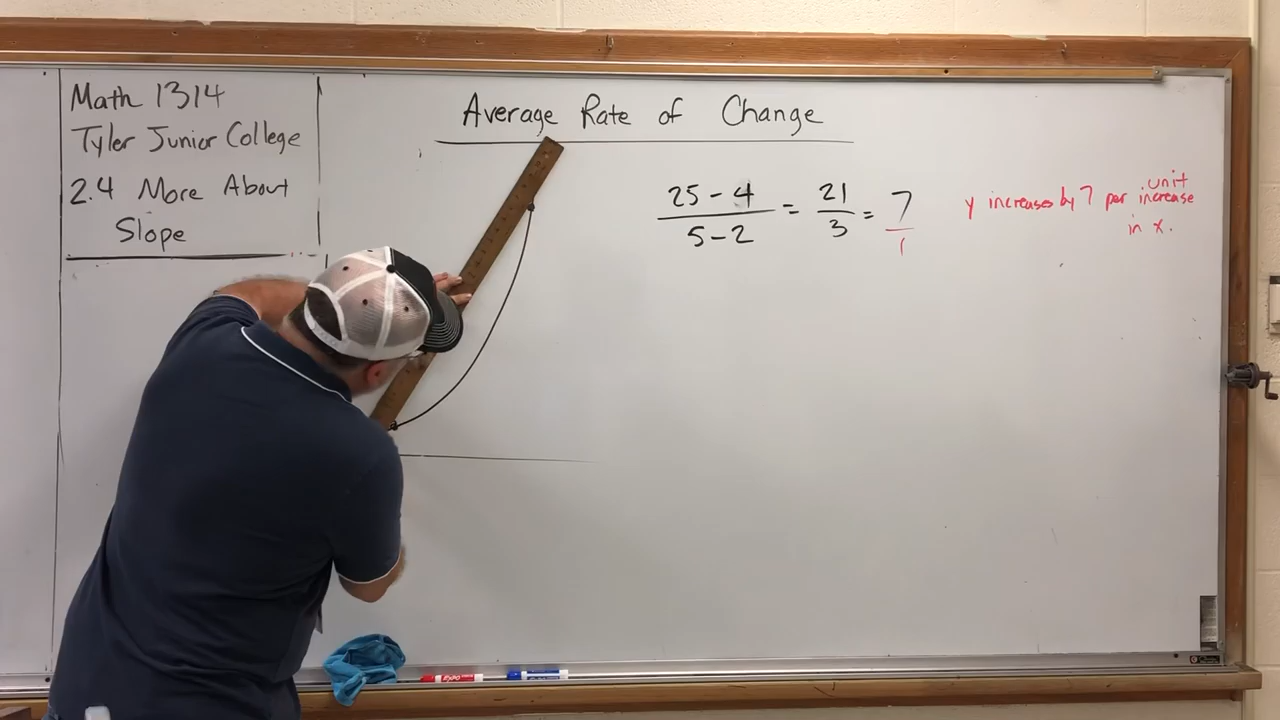 Math 1314
Tyler Junior College
2.4 More About
Slope
Average Rate of Change
25 - 4 / 5 - 2 = 21 / 3 = 7 / 1
y increases by 7 per unit increase
in x.